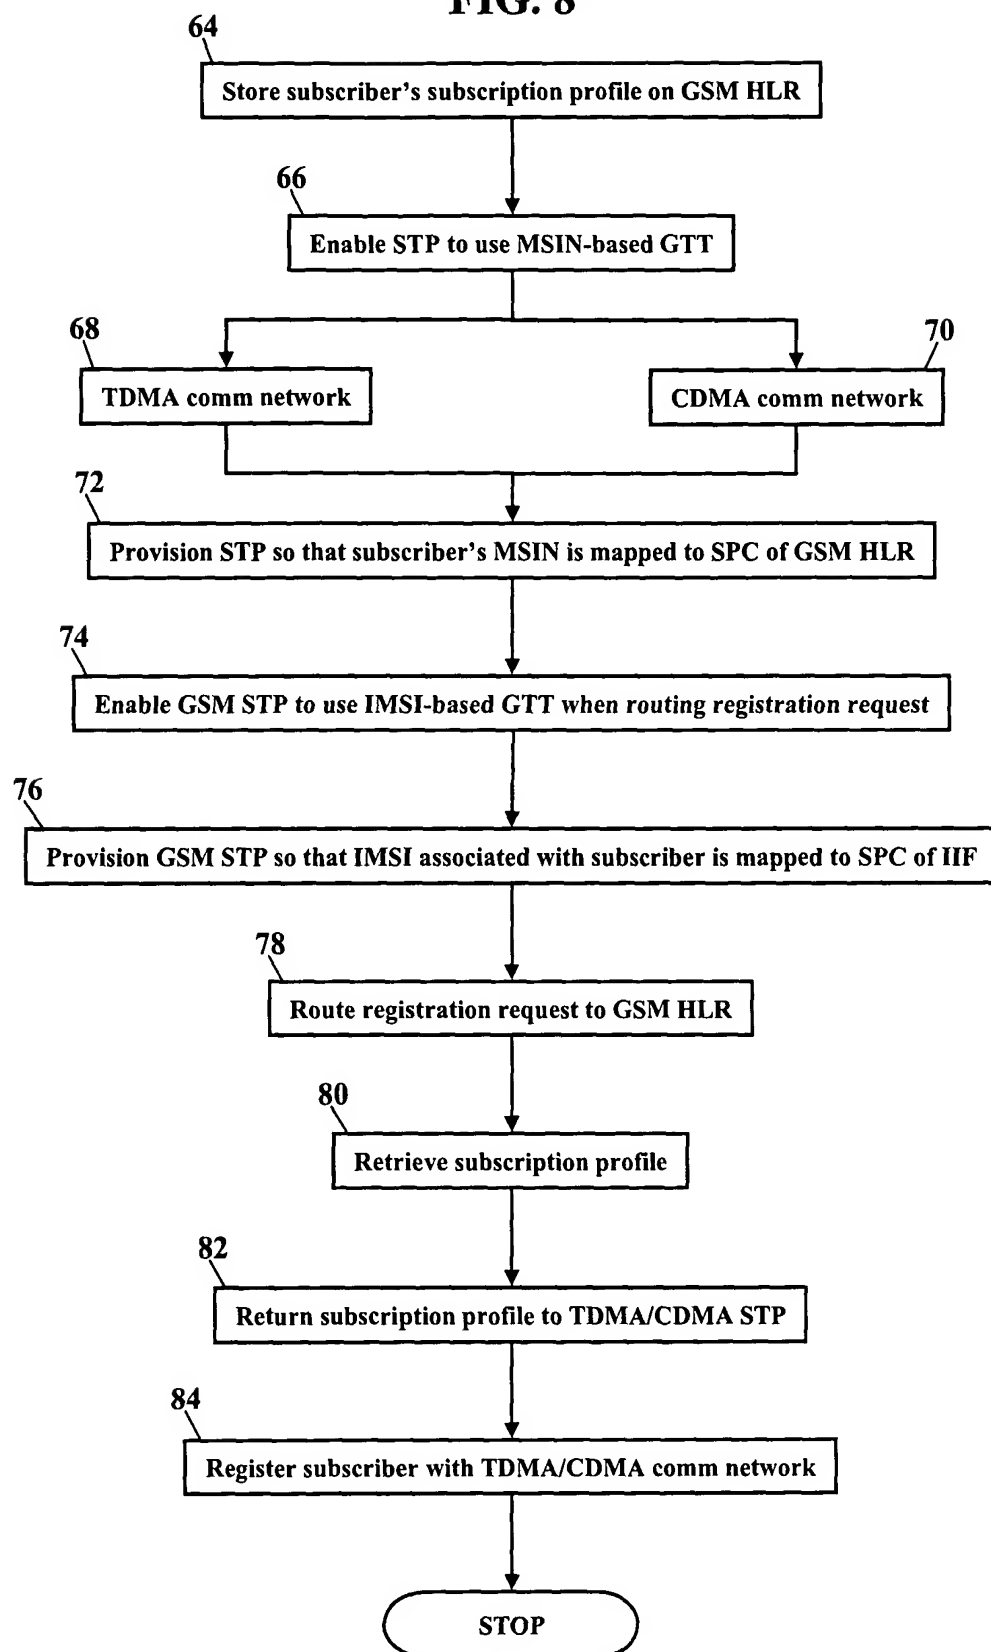 FIG. 8
64
Store subscriber's subscription profile on GSM HLR
66
Enable STP to use MSIN-based GTT
68
70
TDMA comm network
CDMA comm network
72
Provision STP so that subscriber's MSIN is mapped to SPC of GSM HLR
74
Enable GSM STP to use IMSI-based GTT when routing registration request
76
Provision GSM STP so that IMSI associated with subscriber is mapped to SPC of IIF
78
Route registration request to GSM HLR
80
Retrieve subscription profile
82
Return subscription profile to TDMA/CDMA STP
84
Register subscriber with TDMA/CDMA comm network
STOP